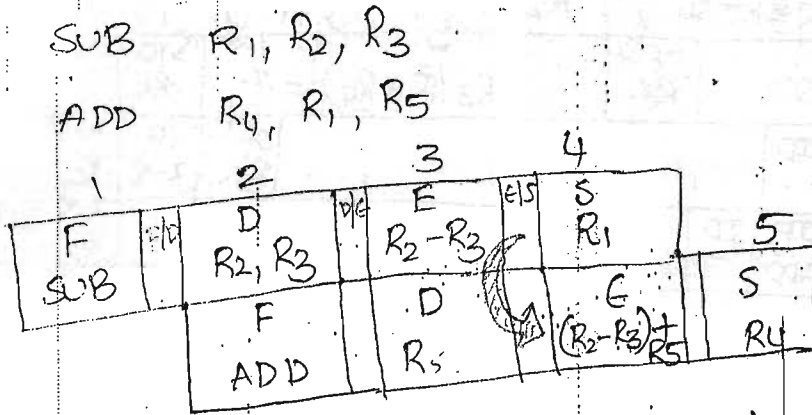 SUB R1, R2, R3
ADD R4, R1, R5
1 2 3 4 5
F F/D D D/E E E/S S
SUB R2, R3 R2-R3 R1
F D E S
ADD R5 (R2-R3)+R5 R4